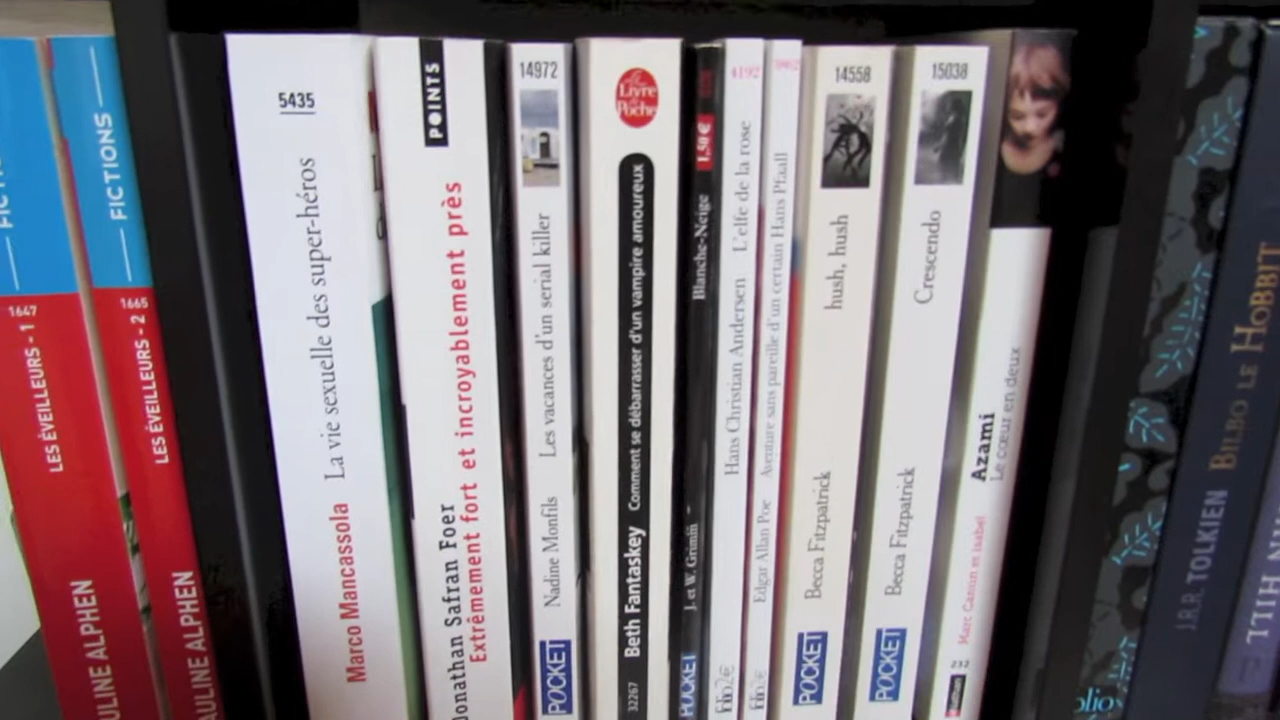 FICTIONS
1647
LES ÉVEILLEURS - 1
AULINE ALPHEN
FICTIONS
1665
LES ÉVEILLEURS - 2
AULINE ALPHEN
5435
La vie sexuelle des super-héros
Marco Mancassola
POINTS
Jonathan Safran Foer
Extrêmement fort et incroyablement près
14972
Les vacances d'un serial killer
Nadine Monfils
POCKET
Le Livre de Poche
Comment se débarrasser d'un vampire amoureux
Beth Fantaskey
32267
1,50 €
Blanche-Neige
J. et W. Grimm
POCKET
4192
L'elfe de la rose
Hans Christian Andersen
Aventure sans pareille d'un certain Hans Pfaall
Edgar Allan Poe
14558
hush, hush
Becca Fitzpatrick
POCKET
15038
Crescendo
Becca Fitzpatrick
POCKET
Azami
Le cœur en deux
Marc Cantin et Isabel
232
olio
BILBO LE HOBBIT
J.R.R. TOLKIEN